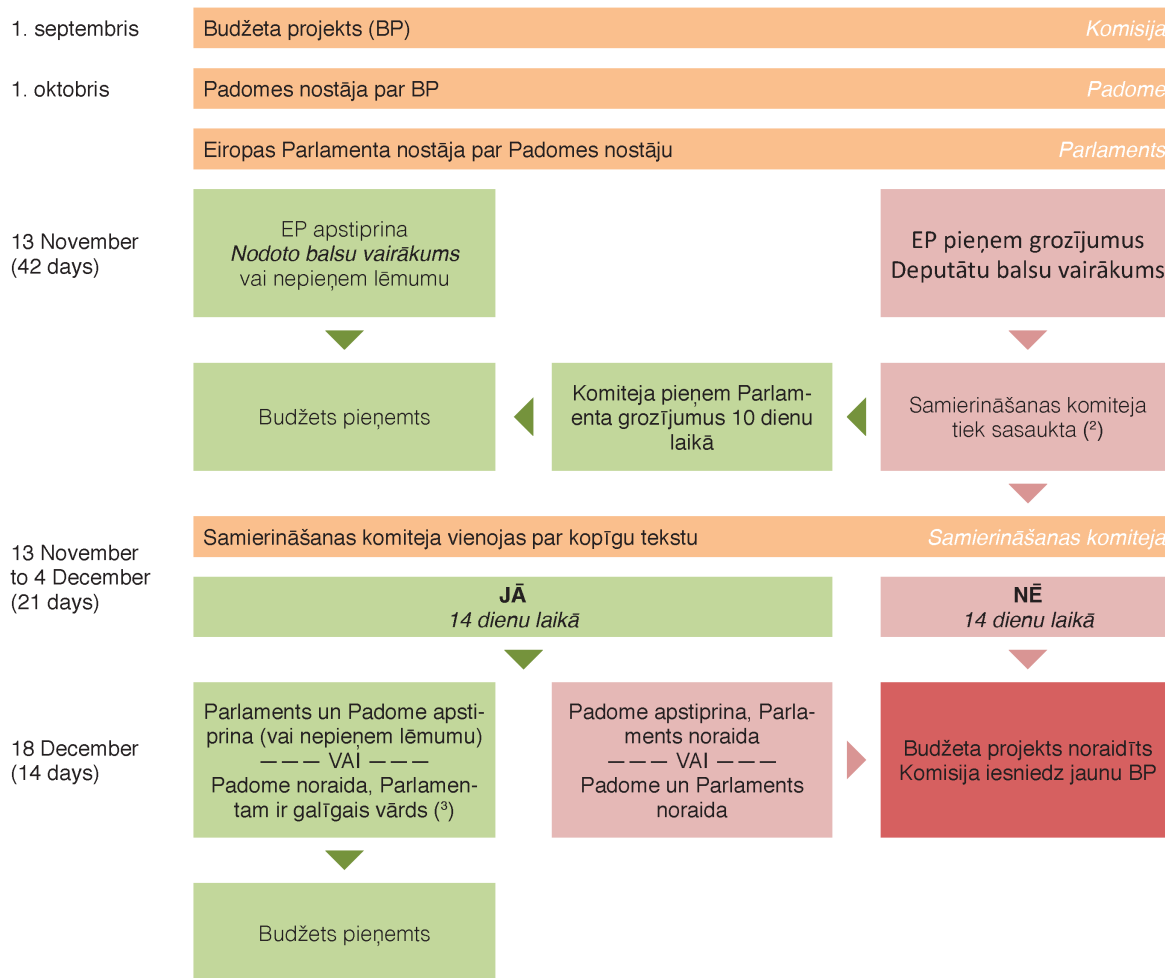 1. septembris
Budžeta projekts (BP)
Komisija
1. oktobris
Padomes nostāja par BP
Padome
Eiropas Parlamenta nostāja par Padomes nostāju
Parlaments
13 November
(42 days)
EP apstiprina
Nodoto balsu vairākums
vai nepieņem lēmumu
EP pieņem grozījumus
Deputātu balsu vairākums
Budžets pieņemts
Komiteja pieņem Parla-
menta grozījumus 10 dienu
laikā
Samierināšanas komiteja
tiek sasaukta (²)
13 November
to 4 December
(21 days)
Samierināšanas komiteja vienojas par kopīgu tekstu
Samierināšanas komiteja
JĀ
14 dienu laikā
NĒ
14 dienu laikā
18 December
(14 days)
Parlaments un Padome apsti-
prina (vai nepieņem lēmumu)
— — — VAI — — —
Padome noraida, Parlamen-
tam ir galīgais vārds (³)
Padome apstiprina, Parla-
ments noraida
— — — VAI — — —
Padome un Parlaments
noraida
Budžeta projekts noraidīts
Komisija iesniedz jaunu BP
Budžets pieņemts